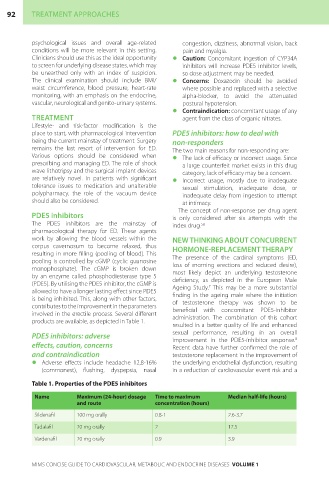 92 TREATMENT APPROACHES
psychological issues and overall age-related
conditions will be more relevant in this setting.
Clinicians should use this as the ideal opportunity
to screen for underlying disease states, which may
be unearthed only with an index of suspicion.
The clinical examination should include BMI/
waist circumference, blood pressure, heart-rate
monitoring, with an emphasis on the endocrine,
vascular, neurological and genito-urinary systems.
TREATMENT
Lifestyle- and risk-factor modification is the
place to start, with pharmacological intervention
being the current mainstay of treatment. Surgery
remains the last resort of intervention for ED.
Various options should be considered when
prescribing and managing ED. The role of shock
wave lithotripsy and the surgical implant devices
are relatively novel. In patients with significant
tolerance issues to medication and unalterable
polypharmacy, the role of the vacuum device
should also be considered.
PDE5 inhibitors
The PDE5 inhibitors are the mainstay of
pharmacological therapy for ED. These agents
work by allowing the blood vessels within the
corpus cavernosum to become relaxed, thus
resulting in more filling (pooling of blood). This
pooling is controlled by cGMP (cyclic guanosine
monophosphate). The cGMP is broken down
by an enzyme called phosphodiesterase type 5
(PDE5). By utilising the PDE5 inhibitor, the cGMP is
allowed to have a longer lasting effect since PDE5
is being inhibited. This, along with other factors,
contributes to the improvement in the parameters
involved in the erectile process. Several different
products are available, as depicted in Table 1.
PDE5 inhibitors: adverse
effects, caution, concerns
and contraindication
• Adverse effects include headache 12,8-16%
(commonest), flushing, dyspepsia, nasal
congestion, dizziness, abnormal vision, back
pain and myalgia.
• Caution: Concomitant ingestion of CYP34A
inhibitors will increase PDE5 inhibitor levels,
so dose adjustment may be needed.
• Concerns: Doxazosin should be avoided
where possible and replaced with a selective
alpha-blocker, to avoid the attenuated
postural hypotension.
• Contraindication: concomitant usage of any
agent from the class of organic nitrates.
PDE5 inhibitors: how to deal with
non-responders
The two main reasons for non-responding are:
• The lack of efficacy or incorrect usage. Since
a large counterfeit market exists in this drug
category, lack of efficacy may be a concern.
• Incorrect usage, mostly due to inadequate
sexual stimulation, inadequate dose, or
inadequate delay from ingestion to attempt
at intimacy.
The concept of non-response per drug agent
is only considered after six attempts with the
index drug.
NEW THINKING ABOUT CONCURRENT
HORMONE-REPLACEMENT THERAPY
The presence of the cardinal symptoms (ED,
loss of morning erections and reduced desire),
most likely depict an underlying testosterone
deficiency, as depicted in the European Male
Ageing Study. This may be a more substantial
finding in the ageing male where the initiation
of testosterone therapy was shown to be
beneficial with concomitant PDE5-inhibitor
administration. The combination of this cohort
resulted in a better quality of life and enhanced
sexual performance, resulting in an overall
improvement in the PDE5-inhibitor response.
Recent data have further confirmed the role of
testosterone replacement in the improvement of
the underlying endothelial dysfunction, resulting
in a reduction of cardiovascular event risk and a
Table 1. Properties of the PDE5 inhibitors
Name Maximum (24-hour) dosage and route Time to maximum concentration (hours) Median half-life (hours)
Sildenafil 100 mg orally 0.8-1 2.6-3.7
Tadalafil 20 mg orally 2 17.5
Vardenafil 20 mg orally 0.9 3.9
MIMS CONCISE GUIDE TO CARDIOVASCULAR, METABOLIC AND ENDOCRINE DISEASES VOLUME 1